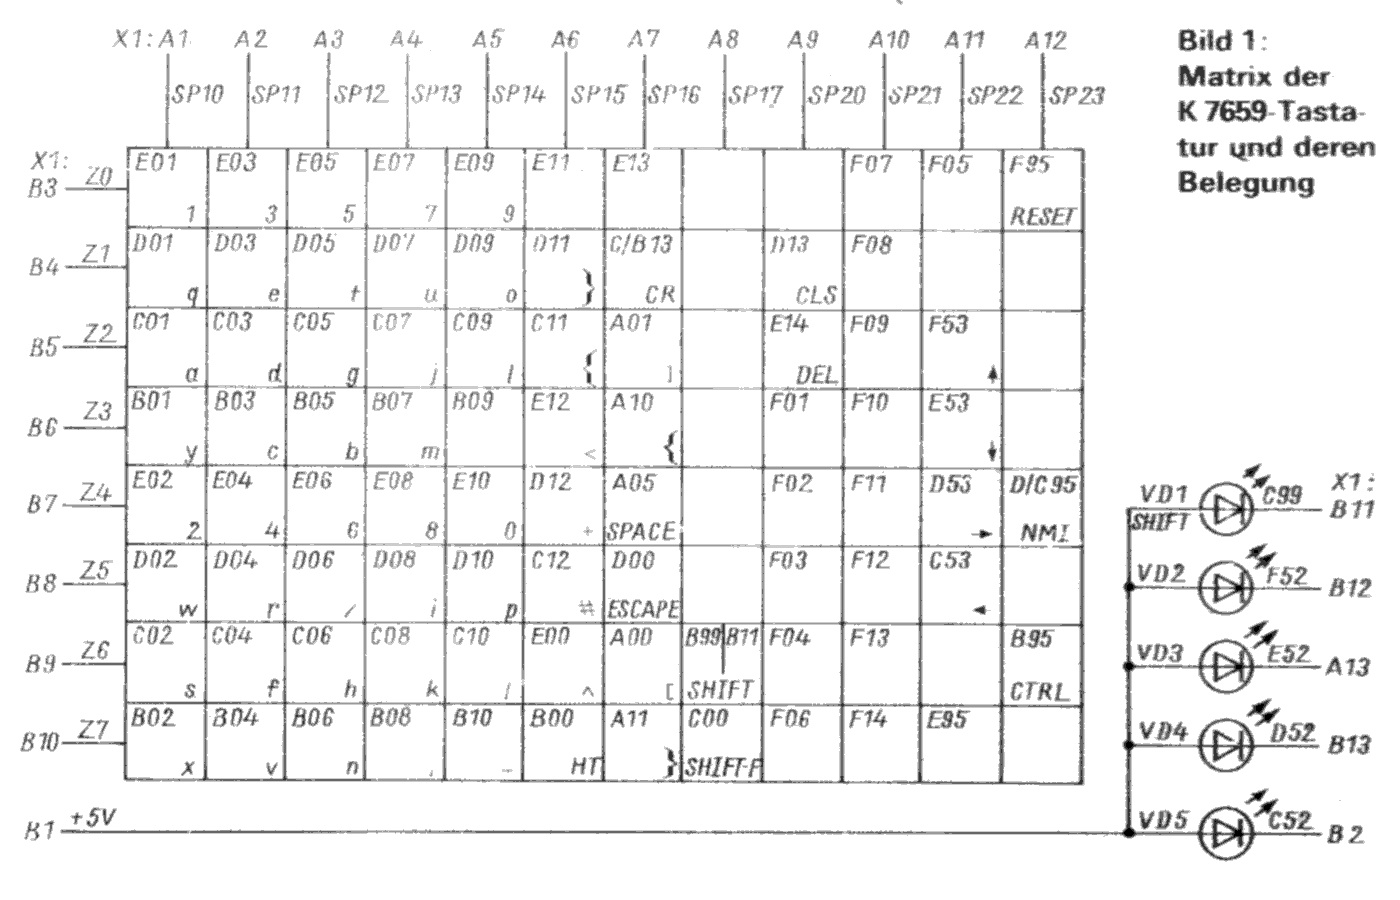 X1: A1 A2 A3 A4 A5 A6 A7 A8 A9 A10 A11 A12
SP10 SP11 SP12 SP13 SP14 SP15 SP16 SP17 SP20 SP21 SP22 SP23
Bild 1:
Matrix der
K 7659-Tasta-
tur und deren
Belegung
X1:
B3 Z0 E01 E03 E05 E07 E09 E11 E13 F07 F05 F95
1 3 5 7 9 RESET
B4 Z1 D01 D03 D05 D07 D09 D11 C/B13 D13 F08
q e t u o } CR CLS
B5 Z2 C01 C03 C05 C07 C09 C11 A01 E14 F09 F53
a d g j l { ] DEL ↑
B6 Z3 B01 B03 B05 B07 B09 E12 A10 F01 F10 E53
y c b m < { ↓
B7 Z4 E02 E04 E06 E08 E10 D12 A05 F02 F11 D53 D/C95
2 4 6 8 0 + SPACE → NMI
B8 Z5 D02 D04 D06 D08 D10 C12 D00 F03 F12 C53
w r / i p # ESCAPE ←
B9 Z6 C02 C04 C06 C08 C10 E00 A00 B99 B11 F04 F13 B95
s f h k / ^ [ SHIFT CTRL
B10 Z7 B02 B04 B06 B08 B10 B00 A11 C00 F06 F14 E95
x v n , – HT } SHIFT-F
B1 +5V
X1:
VD1 C99 B11
SHIFT
VD2 F52 B12
VD3 E52 A13
VD4 D52 B13
VD5 C52 B2